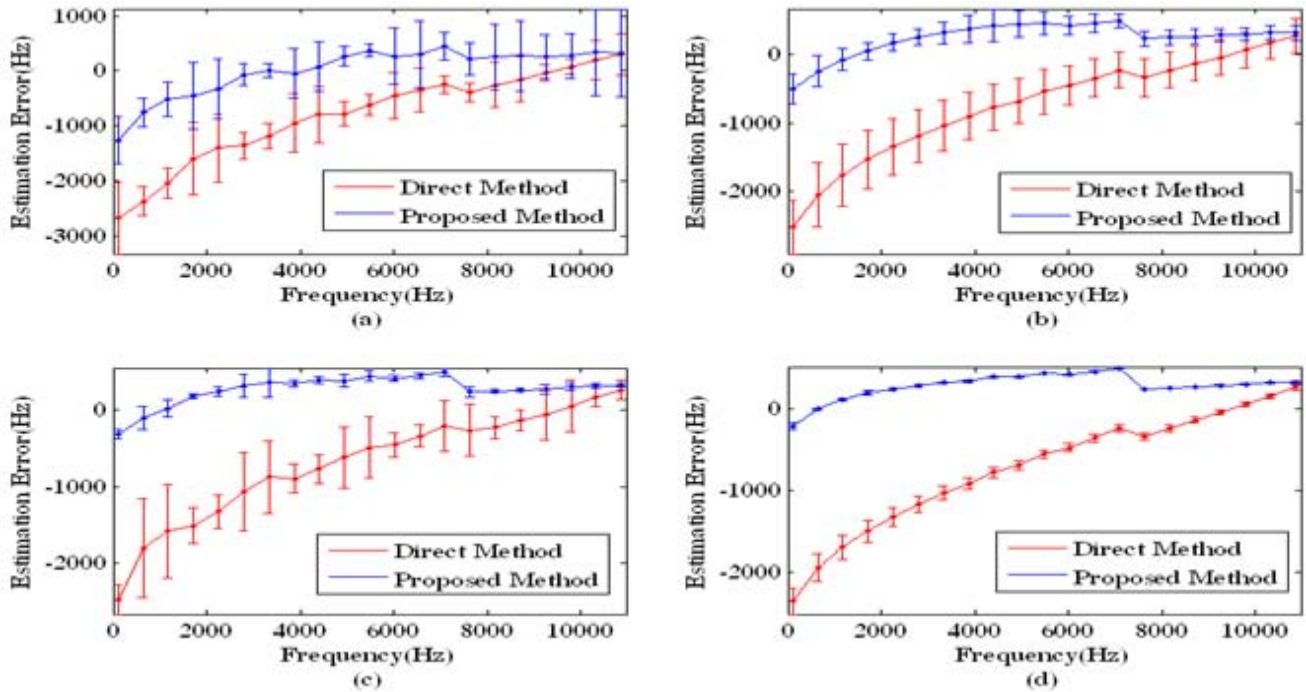 1000
0
-1000
-2000
-3000
Estimation Error(Hz)
Direct Method
Proposed Method
0 2000 4000 6000 8000 10000
Frequency(Hz)
(a)
0
-1000
-2000
Estimation Error(Hz)
Direct Method
Proposed Method
0 2000 4000 6000 8000 10000
Frequency(Hz)
(b)
0
-1000
-2000
Estimation Error(Hz)
Direct Method
Proposed Method
0 2000 4000 6000 8000 10000
Frequency(Hz)
(c)
0
-1000
-2000
Estimation Error(Hz)
Direct Method
Proposed Method
0 2000 4000 6000 8000 10000
Frequency(Hz)
(d)